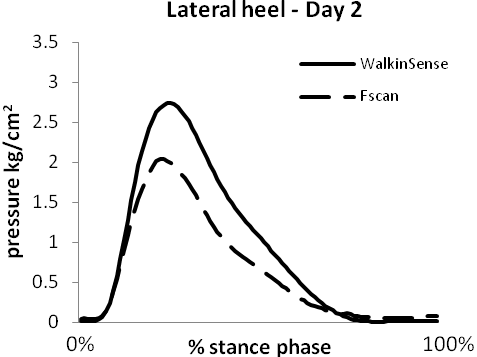 Lateral heel - Day 2
3.5
3
2.5
2
1.5
1
0.5
0
pressure kg/cm²
WalkinSense
Fscan
0%
% stance phase
100%